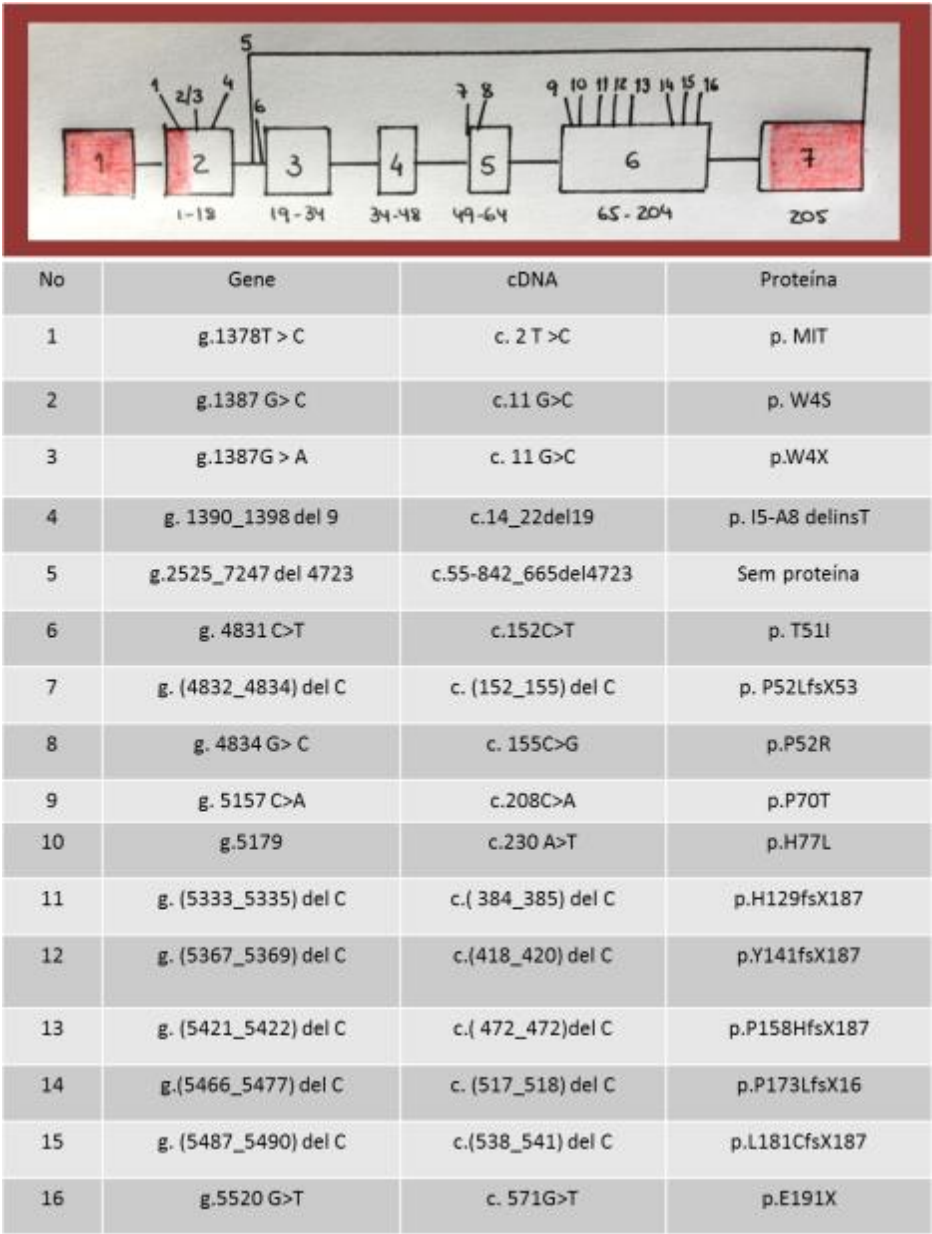 5
1 2/3 4 6 7 8 9 10 11 12 13 14 15 16
1 2 3 4 5 6 7
1-18 19-34 34-48 49-64 65-204 205
No Gene cDNA Proteína
1 g.1378T > C c. 2 T >C p. MIT
2 g.1387 G> C c.11 G>C p. W4S
3 g.1387G > A c. 11 G>C p.W4X
4 g. 1390_1398 del 9 c.14_22del19 p. I5-A8 delinsT
5 g.2525_7247 del 4723 c.55-842_665del4723 Sem proteína
6 g. 4831 C>T c.152C>T p. T51I
7 g. (4832_4834) del C c. (152_155) del C p. P52LfsX53
8 g. 4834 G> C c. 155C>G p.P52R
9 g. 5157 C>A c.208C>A p.P70T
10 g.5179 c.230 A>T p.H77L
11 g. (5333_5335) del C c.( 384_385) del C p.H129fsX187
12 g. (5367_5369) del C c.(418_420) del C p.Y141fsX187
13 g. (5421_5422) del C c.( 472_472)del C p.P158HfsX187
14 g.(5466_5477) del C c. (517_518) del C p.P173LfsX16
15 g. (5487_5490) del C c.(538_541) del C p.L181CfsX187
16 g.5520 G>T c. 571G>T p.E191X